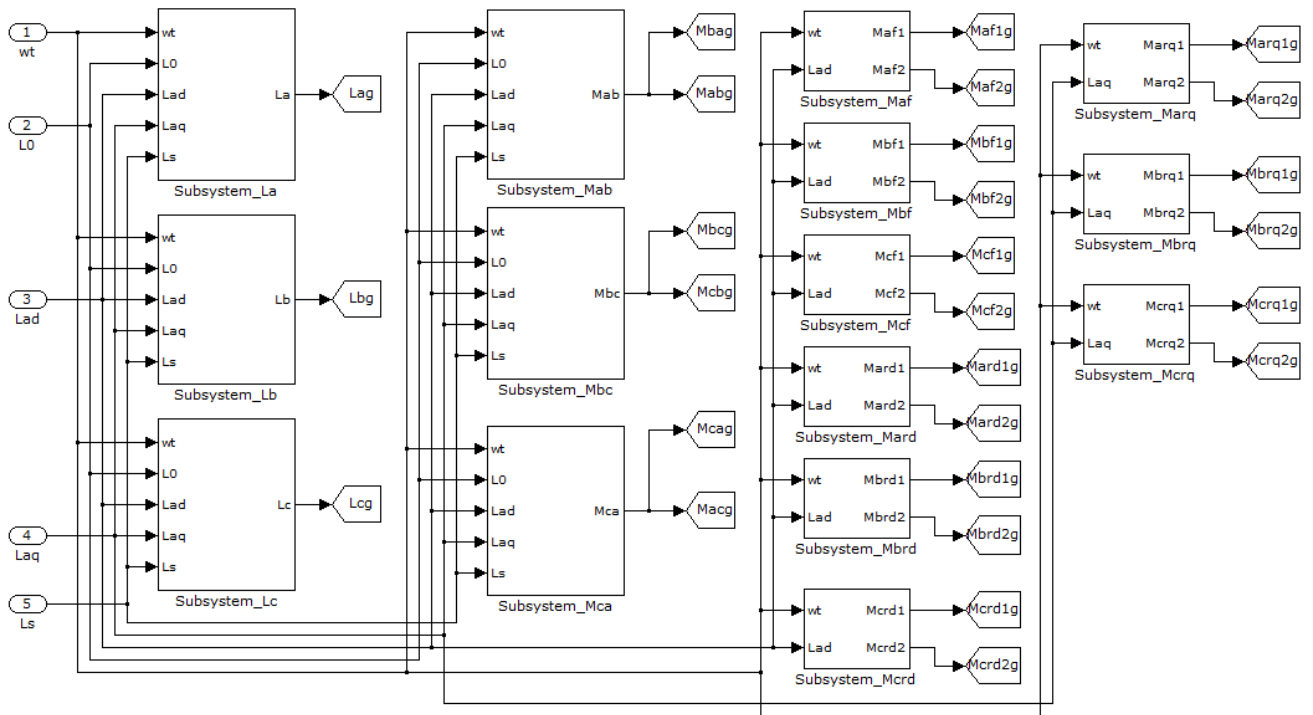 1
wt
2
L0
3
Lad
4
Laq
5
Ls
wt
L0
Lad
Laq
Ls
La
Subsystem_La
Lag
wt
L0
Lad
Laq
Ls
Lb
Subsystem_Lb
Lbg
wt
L0
Lad
Laq
Ls
Lc
Subsystem_Lc
Lcg
wt
L0
Lad
Laq
Ls
Mab
Subsystem_Mab
Mbag
Mabg
wt
L0
Lad
Laq
Ls
Mbc
Subsystem_Mbc
Mbcg
Mcbg
wt
L0
Lad
Laq
Ls
Mca
Subsystem_Mca
Mcag
Macg
wt Maf1
Lad Maf2
Subsystem_Maf
Maf1g
Maf2g
wt Mbf1
Lad Mbf2
Subsystem_Mbf
Mbf1g
Mbf2g
wt Mcf1
Lad Mcf2
Subsystem_Mcf
Mcf1g
Mcf2g
wt Mard1
Lad Mard2
Subsystem_Mard
Mard1g
Mard2g
wt Mbrd1
Lad Mbrd2
Subsystem_Mbrd
Mbrd1g
Mbrd2g
wt Mcrd1
Lad Mcrd2
Subsystem_Mcrd
Mcrd1g
Mcrd2g
wt Marq1
Laq Marq2
Subsystem_Marq
Marq1g
Marq2g
wt Mbrq1
Laq Mbrq2
Subsystem_Mbrq
Mbrq1g
Mbrq2g
wt Mcrq1
Laq Mcrq2
Subsystem_Mcrq
Mcrq1g
Mcrq2g